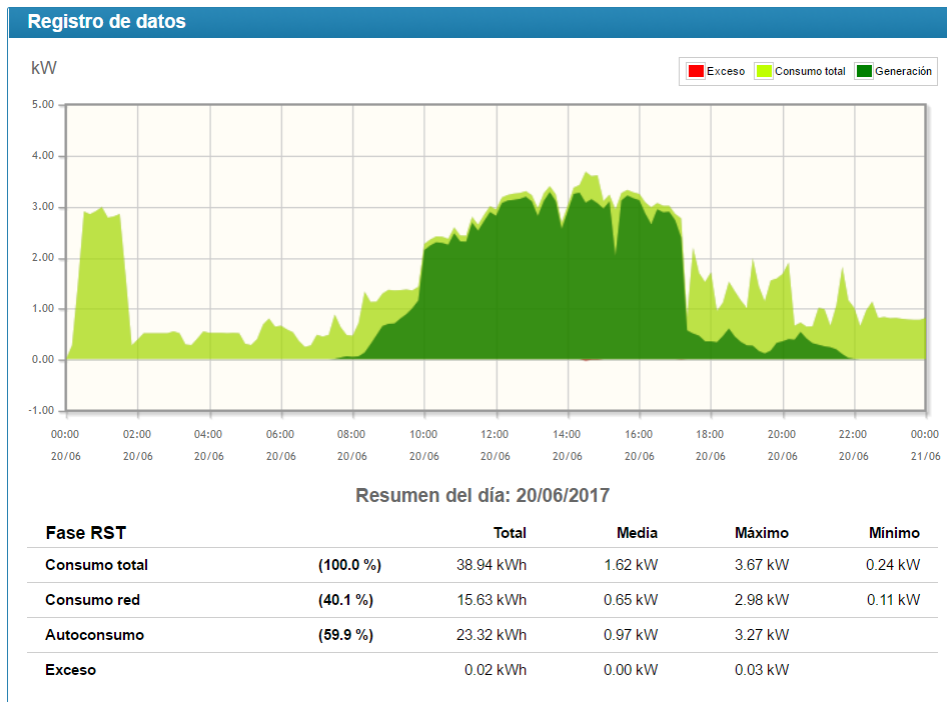 Registro de datos
kW
Exceso Consumo total Generación
5.00
4.00
3.00
2.00
1.00
0.00
-1.00
00:00 02:00 04:00 06:00 08:00 10:00 12:00 14:00 16:00 18:00 20:00 22:00 00:00
20/06 20/06 20/06 20/06 20/06 20/06 20/06 20/06 20/06 20/06 20/06 20/06 21/06
Resumen del día: 20/06/2017
Fase RST Total Media Máximo Mínimo
Consumo total (100.0 %) 38.94 kWh 1.62 kW 3.67 kW 0.24 kW
Consumo red (40.1 %) 15.63 kWh 0.65 kW 2.98 kW 0.11 kW
Autoconsumo (59.9 %) 23.32 kWh 0.97 kW 3.27 kW
Exceso 0.02 kWh 0.00 kW 0.03 kW